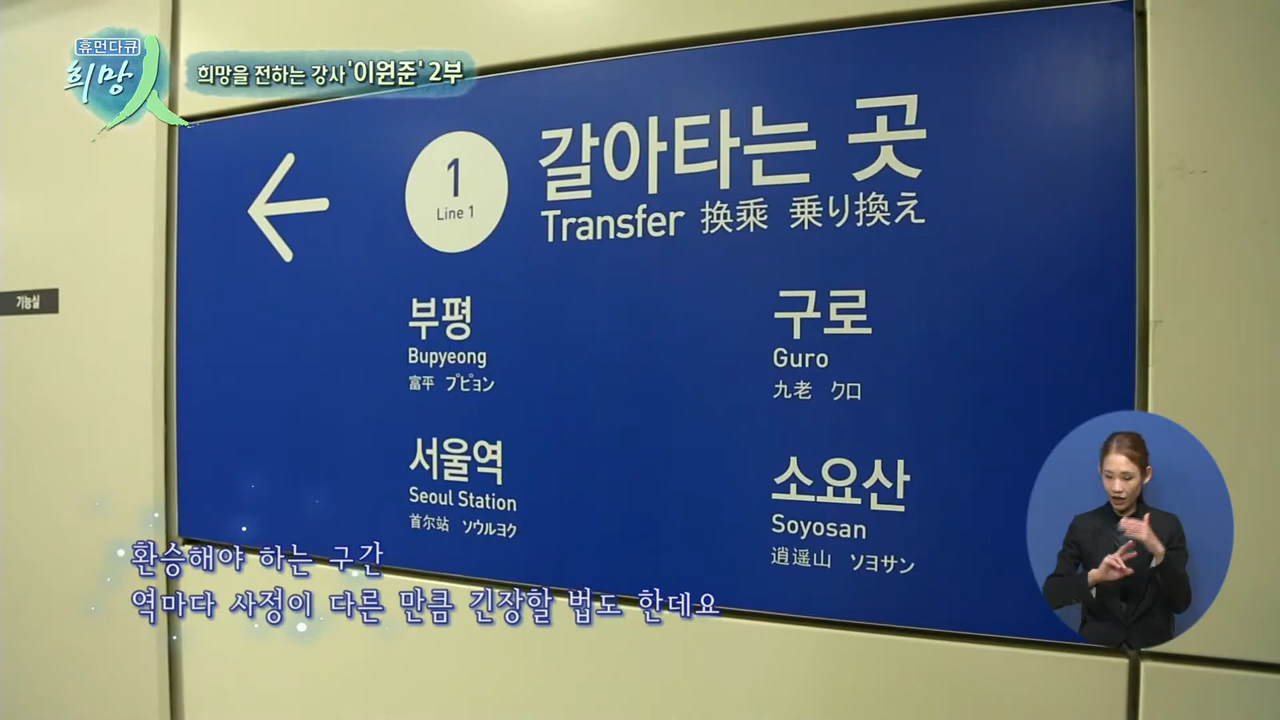 휴먼다큐
희망人
희망을 전하는 강사 '이원준' 2부
1
Line 1
갈아타는 곳
Transfer 换乘 乗り換え
부평
Bupyeong
富平 プピョン
구로
Guro
九老 クロ
서울역
Seoul Station
首尔站 ソウルヨク
소요산
Soyosan
逍遥山 ソヨサン
기능실
환승해야 하는 구간
역마다 사정이 다른 만큼 긴장할 법도 한데요